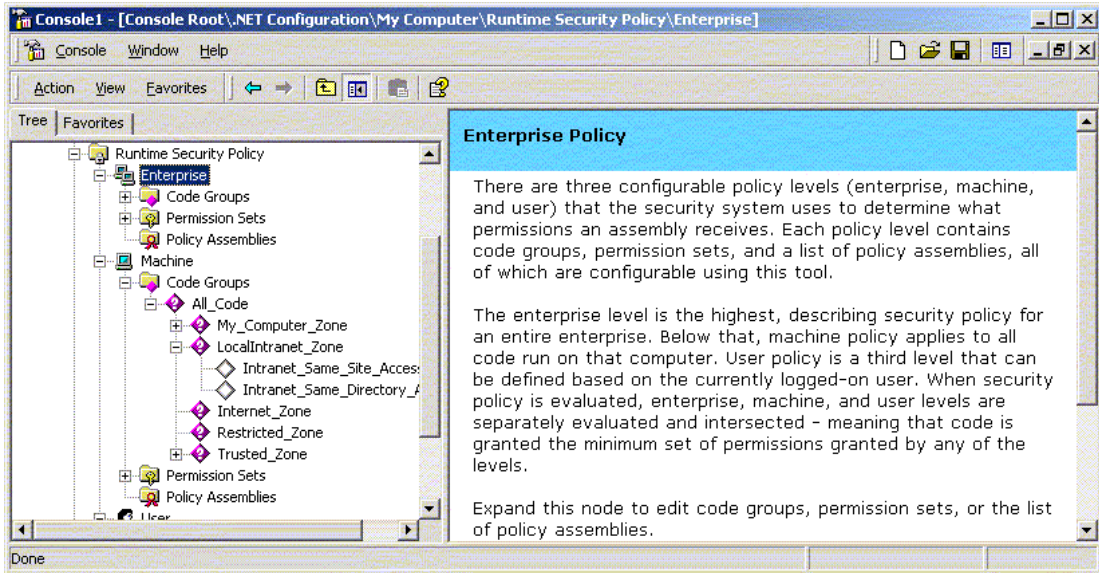 Console1 - [Console Root\.NET Configuration\My Computer\Runtime Security Policy\Enterprise]
Console Window Help
Action View Favorites
Tree Favorites
Runtime Security Policy
Enterprise
Code Groups
Permission Sets
Policy Assemblies
Machine
Code Groups
All_Code
My_Computer_Zone
LocalIntranet_Zone
Intranet_Same_Site_Acces
Intranet_Same_Directory_A
Internet_Zone
Restricted_Zone
Trusted_Zone
Permission Sets
Policy Assemblies
User
Enterprise Policy
There are three configurable policy levels (enterprise, machine,
and user) that the security system uses to determine what
permissions an assembly receives. Each policy level contains
code groups, permission sets, and a list of policy assemblies, all
of which are configurable using this tool.
The enterprise level is the highest, describing security policy for
an entire enterprise. Below that, machine policy applies to all
code run on that computer. User policy is a third level that can
be defined based on the currently logged-on user. When security
policy is evaluated, enterprise, machine, and user levels are
separately evaluated and intersected – meaning that code is
granted the minimum set of permissions granted by any of the
levels.
Expand this node to edit code groups, permission sets, or the list
of policy assemblies.
Done